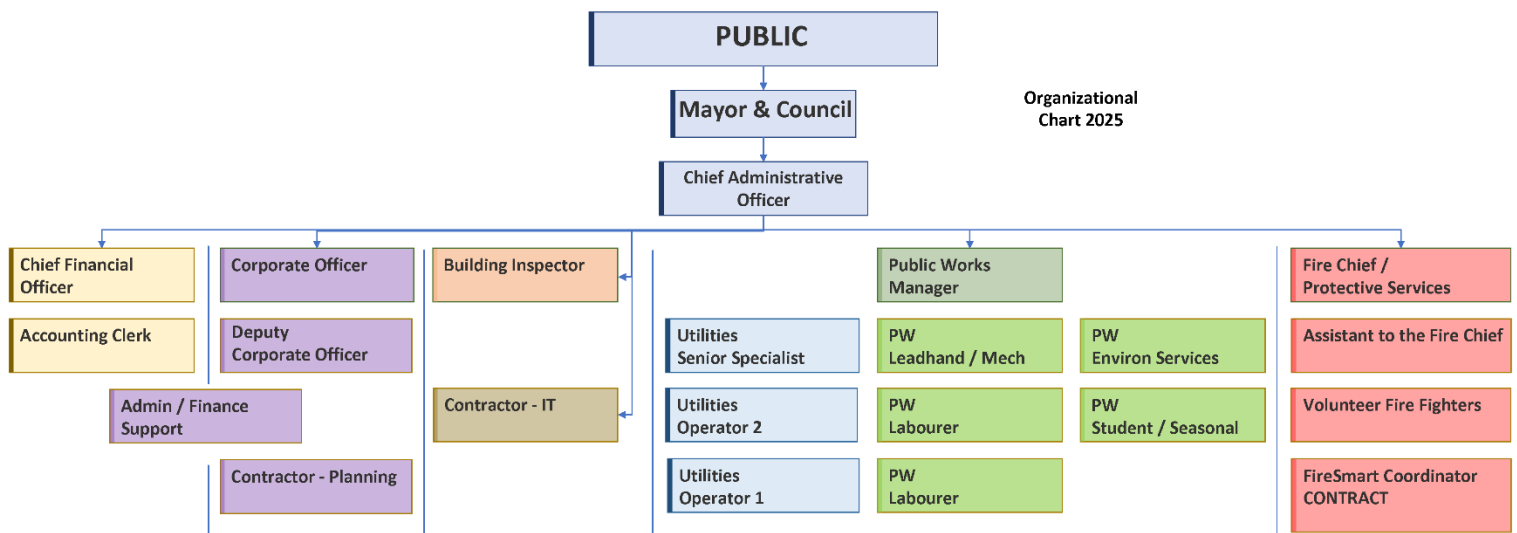 PUBLIC
Mayor & Council
Organizational
Chart 2025
Chief Administrative
Officer
Chief Financial
Officer
Corporate Officer
Building Inspector
Public Works
Manager
Fire Chief /
Protective Services
Accounting Clerk
Deputy
Corporate Officer
Utilities
Senior Specialist
PW
Leadhand / Mech
PW
Environ Services
Assistant to the Fire Chief
Admin / Finance
Support
Contractor - IT
Utilities
Operator 2
PW
Labourer
PW
Student / Seasonal
Volunteer Fire Fighters
Contractor - Planning
Utilities
Operator 1
PW
Labourer
FireSmart Coordinator
CONTRACT